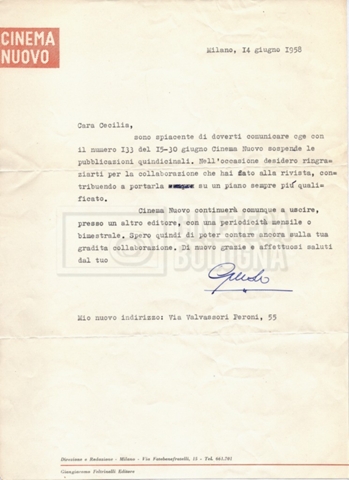 CINEMA
NUOVO
Milano, 14 giugno 1958
Cara Cecilia,
sono spiacente di doverti comunicare cge con
il numero I33 del I5-30 giugno Cinema Nuovo sospende le
pubblicazioni quindicinali. Nell'occasione desidero ringra-
ziarti per la collaborazione che hai dato alla rivista, con-
tribuendo a portarla su un piano sempre più quali-
ficato.
Cinema Nuovo continuerà comunque a uscire,
presso un altro editore, con una periodicità mensile o
bimestrale. Spero quindi di poter contare ancora sulla tua
gradita collaborazione. Di nuovo grazie e affettuosi saluti
dal tuo
Guido
Mio nuovo indirizzo: Via Valvassori Peroni, 55
CINETECA
BOLOGNA
Direzione e Redazione - Milano - Via Fatebenefratelli, 15 - Tel. 661.701
Giangiacomo Feltrinelli Editore